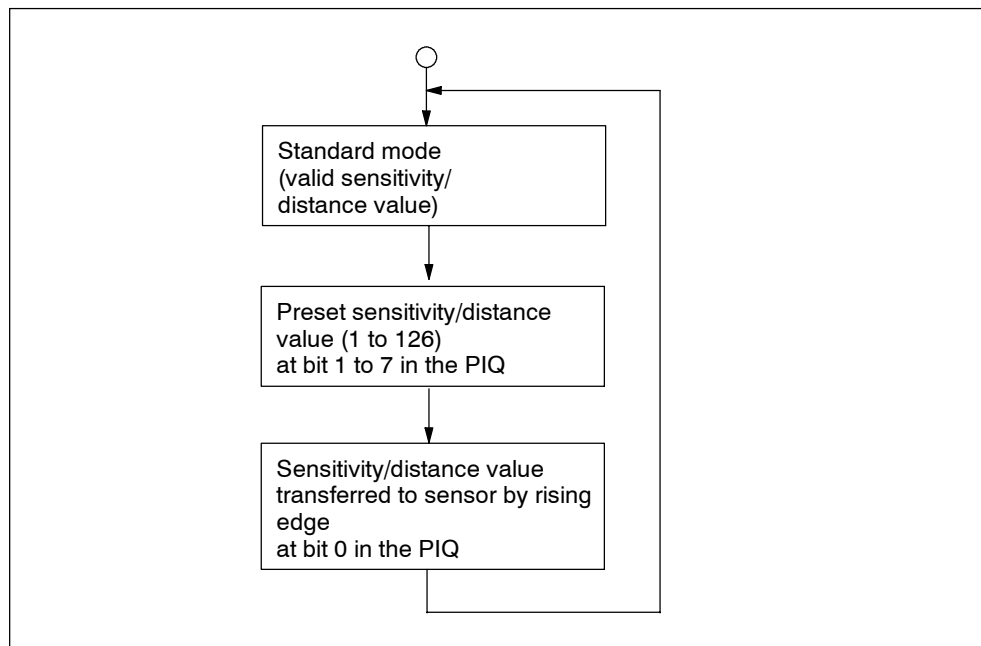 Standard mode
(valid sensitivity/
distance value)
Preset sensitivity/distance
value (1 to 126)
at bit 1 to 7 in the PIQ
Sensitivity/distance value
transferred to sensor by rising
edge
at bit 0 in the PIQ